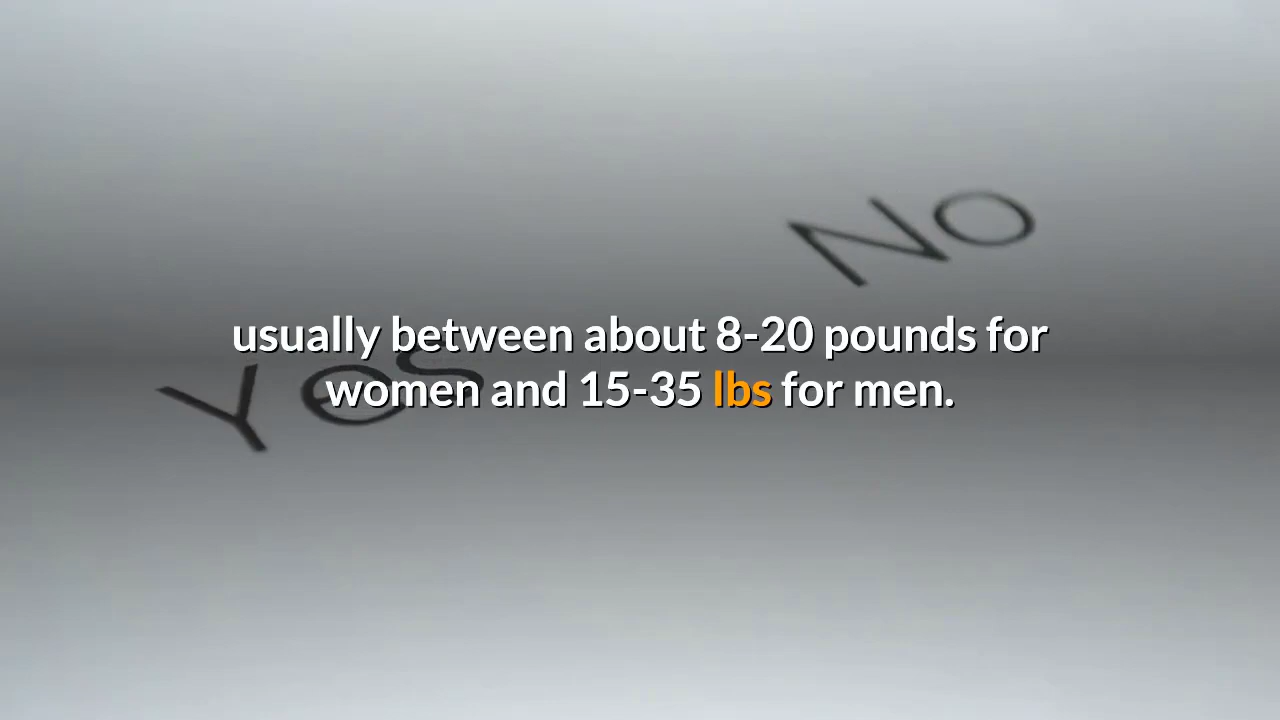 No
usually between about 8-20 pounds for
Yes
women and 15-35 lbs for men.